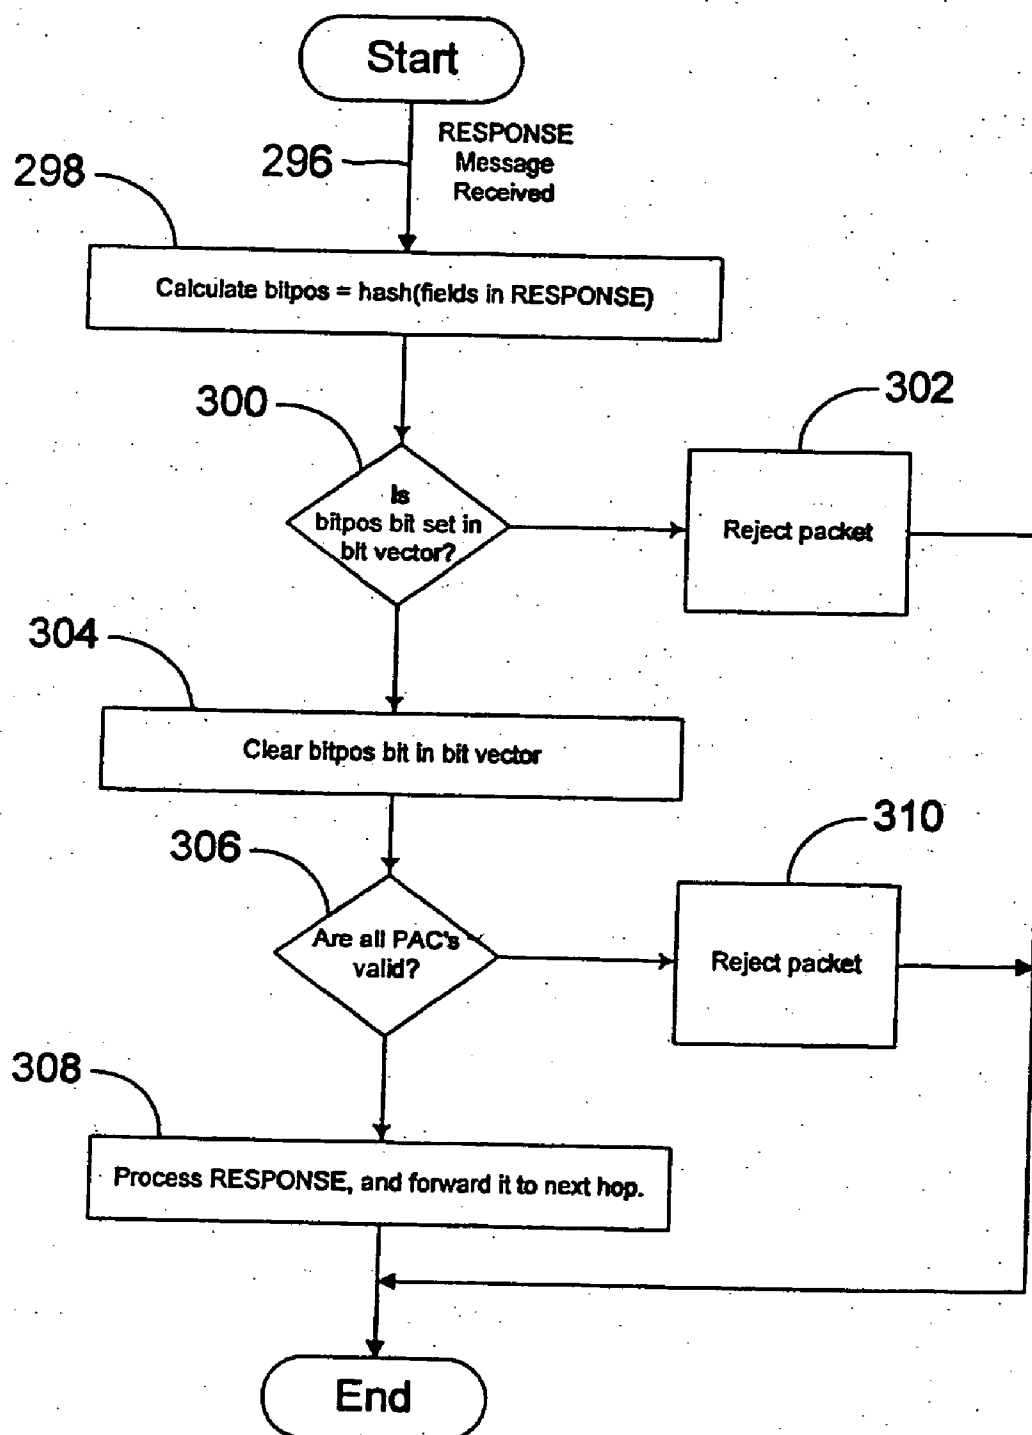 Start
RESPONSE
Message
Received
296
298
Calculate bitpos = hash(fields in RESPONSE)
300
302
Is
bitpos bit set in
bit vector?
Reject packet
304
Clear bitpos bit in bit vector
306
310
Are all PAC's
valid?
Reject packet
308
Process RESPONSE, and forward it to next hop.
End